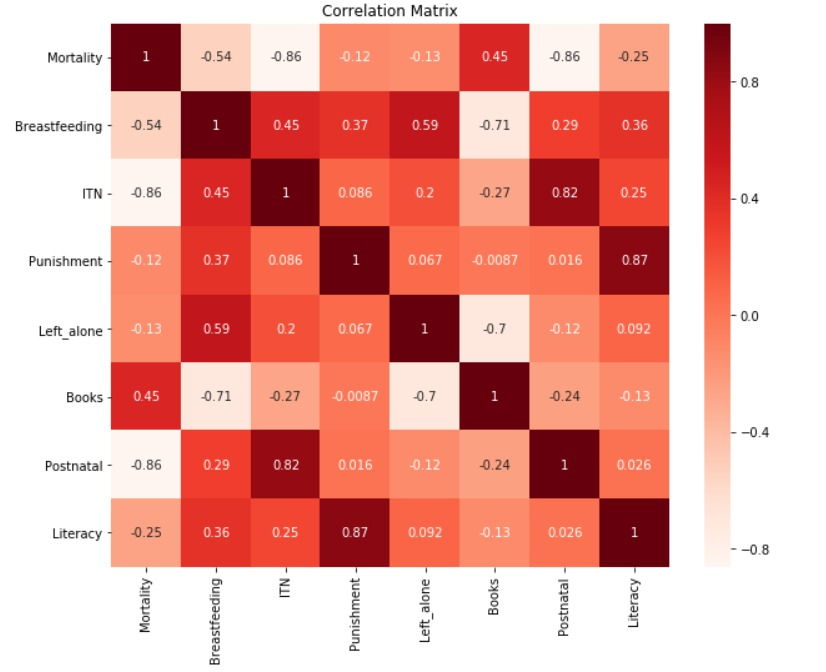 Correlation Matrix
Mortality 1 -0.54 -0.86 -0.12 -0.13 0.45 -0.86 -0.25
Breastfeeding -0.54 1 0.45 0.37 0.59 -0.71 0.29 0.36
ITN -0.86 0.45 1 0.086 0.2 -0.27 0.82 0.25
Punishment -0.12 0.37 0.086 1 0.067 -0.0087 0.016 0.87
Left_alone -0.13 0.59 0.2 0.067 1 -0.7 -0.12 0.092
Books 0.45 -0.71 -0.27 -0.0087 -0.7 1 -0.24 -0.13
Postnatal -0.86 0.29 0.82 0.016 -0.12 -0.24 1 0.026
Literacy -0.25 0.36 0.25 0.87 0.092 -0.13 0.026 1
Mortality
Breastfeeding
ITN
Punishment
Left_alone
Books
Postnatal
Literacy
0.8
0.4
0.0
−0.4
−0.8